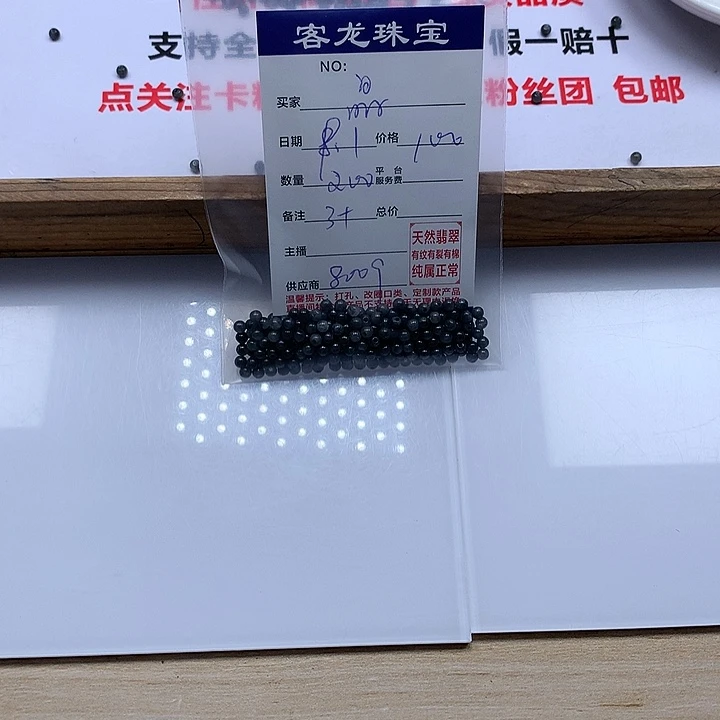 品质
支持全 假一赔十
点关注卡 粉丝团 包邮
客龙珠宝
NO:
买家
日期 8.1 价格 100
数量 200 平台服务费
备注 3+ 总价
主播
供应商 800g
天然翡翠
有纹有裂有棉
纯属正常
温馨提示：打孔、改圈口类、定制款产品